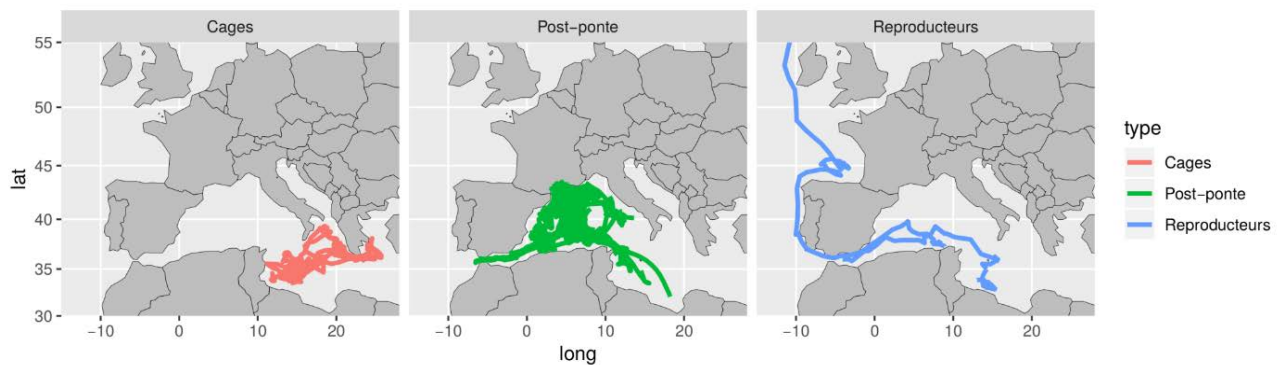 Cages Post−ponte Reproducteurs
55
50
45
40
35
30
lat
−10 0 10 20 −10 0 10 20 −10 0 10 20
long
type
Cages
Post−ponte
Reproducteurs